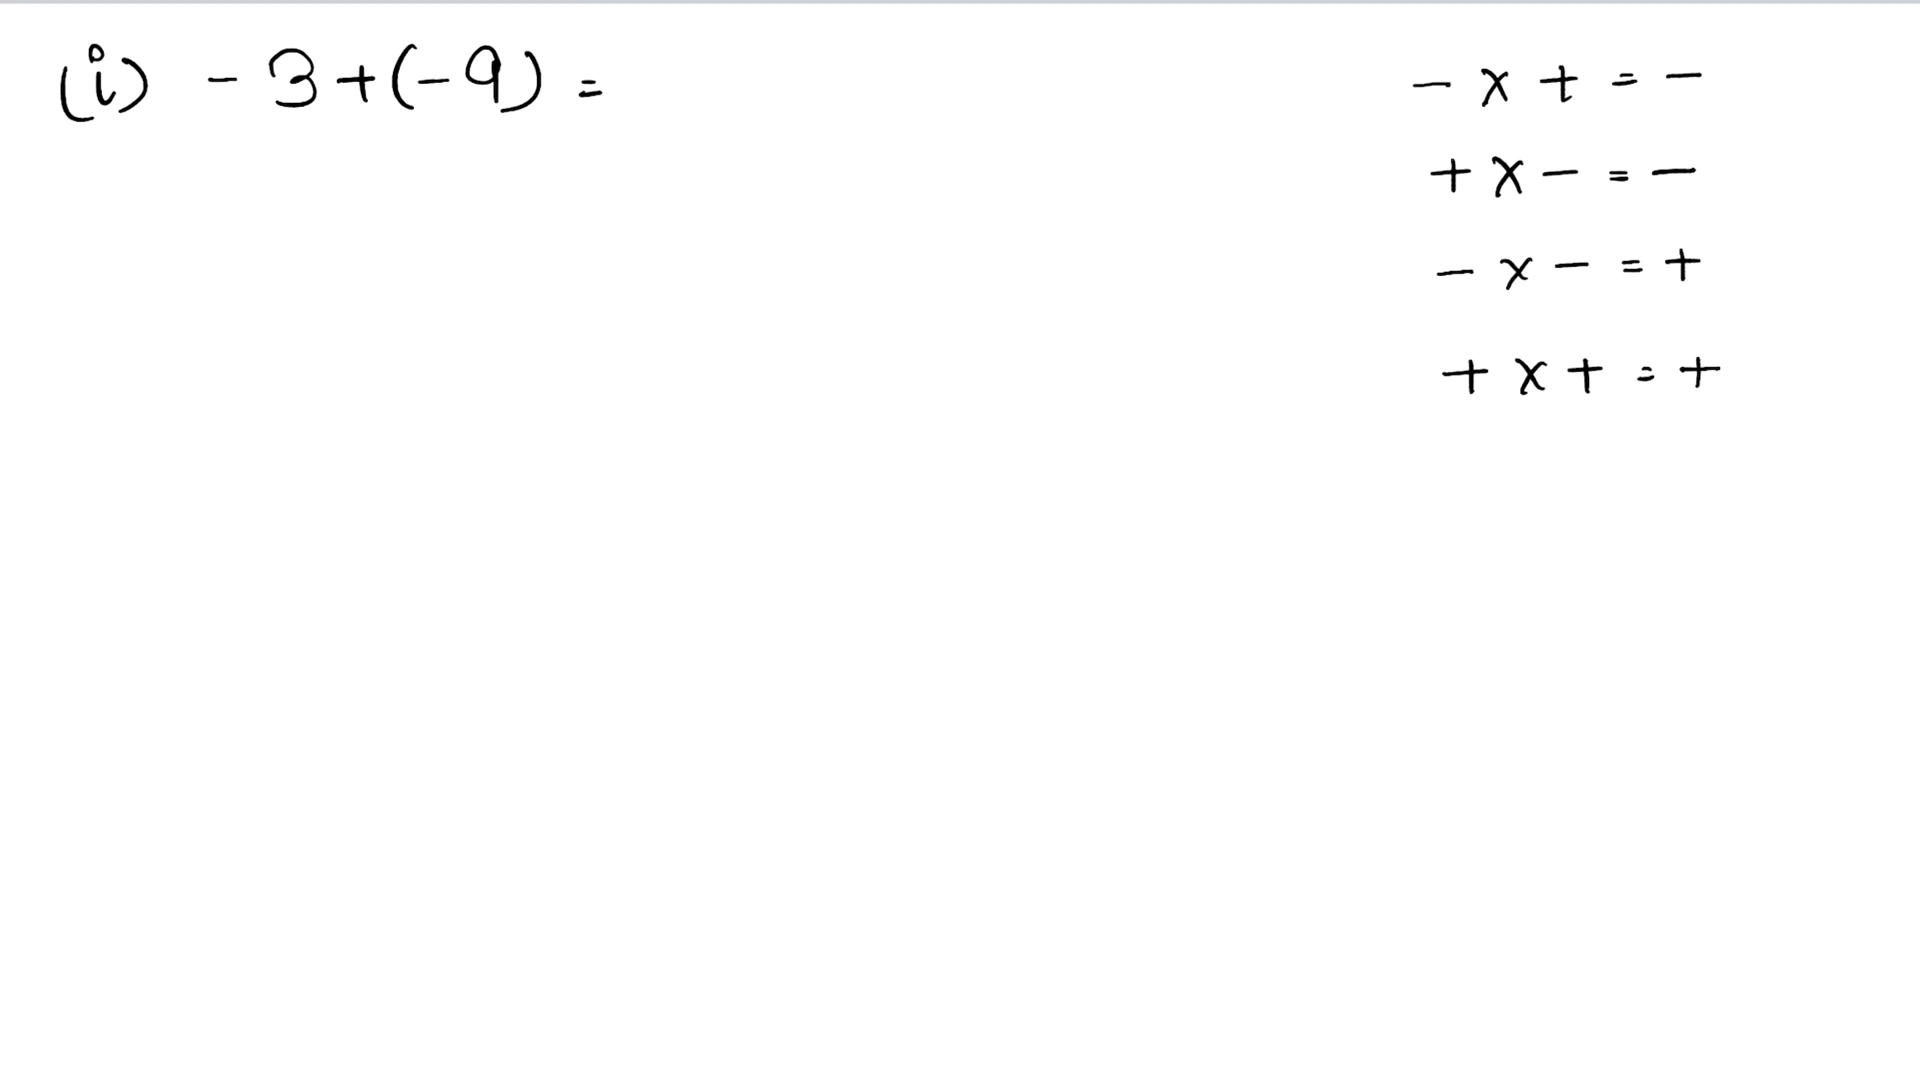 (i) - 3 + (- 9) =
- x + = -
+ x - = -
- x - = +
+ x + = +